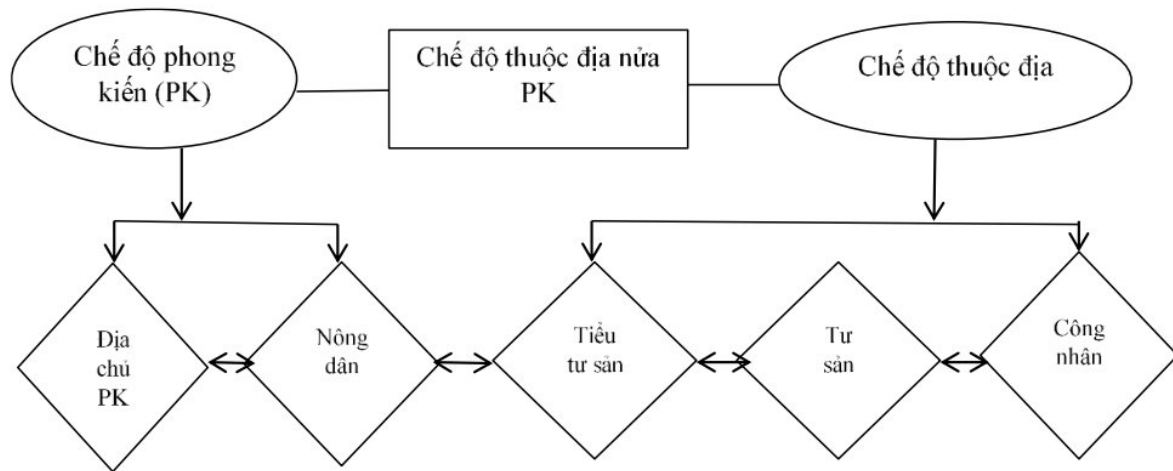 Chế độ phong
kiến (PK)
Chế độ thuộc địa nửa
PK
Chế độ thuộc địa
Địa
chủ
PK
Nông
dân
Tiểu
tư sản
Tư
sản
Công
nhân